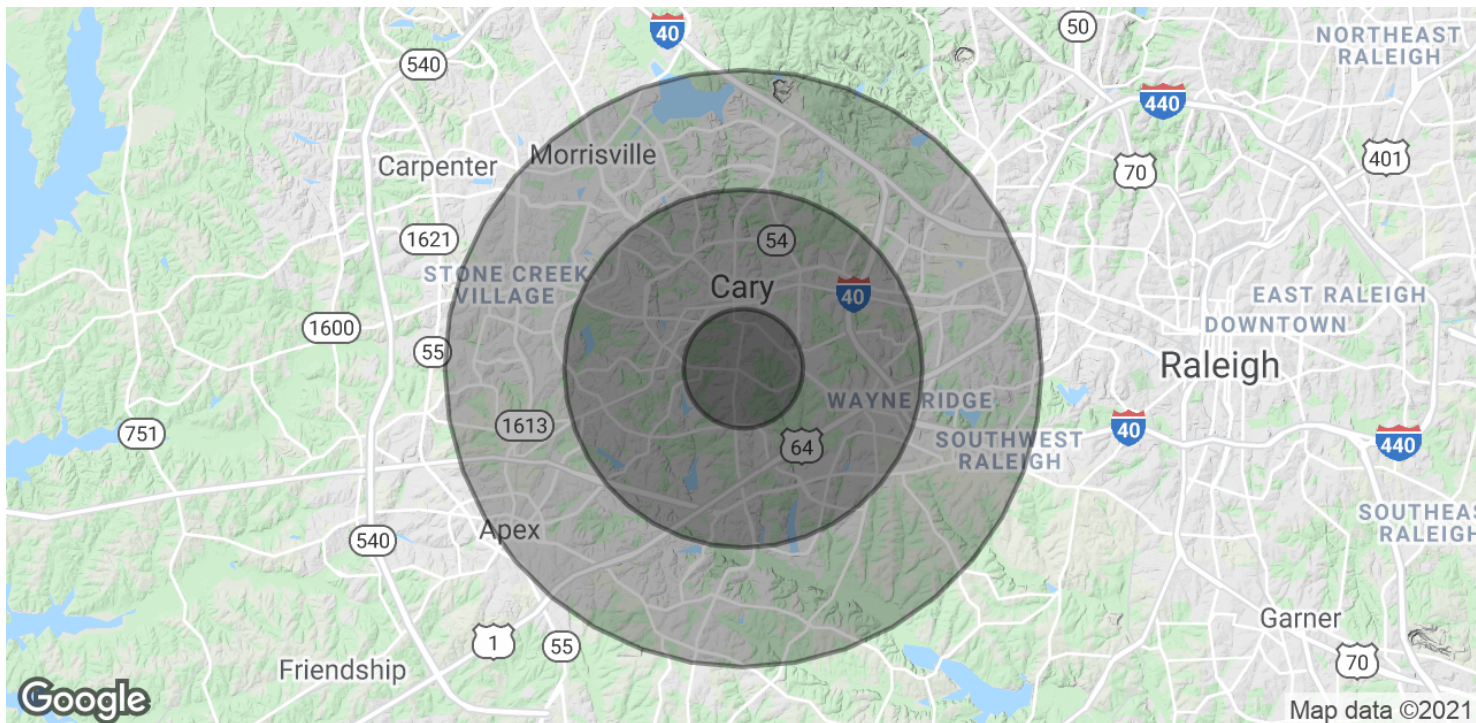 40
50
NORTHEAST
RALEIGH
540
440
Carpenter
Morrisville
70
401
1621
54
STONE CREEK
VILLAGE
Cary
40
EAST RALEIGH
1600
DOWNTOWN
55
Raleigh
WAYNE RIDGE
751
1613
64
SOUTHWEST
RALEIGH
40
440
Apex
540
SOUTHEAS
RALEIGH
Garner
1
55
70
Friendship
Google
Map data ©2021